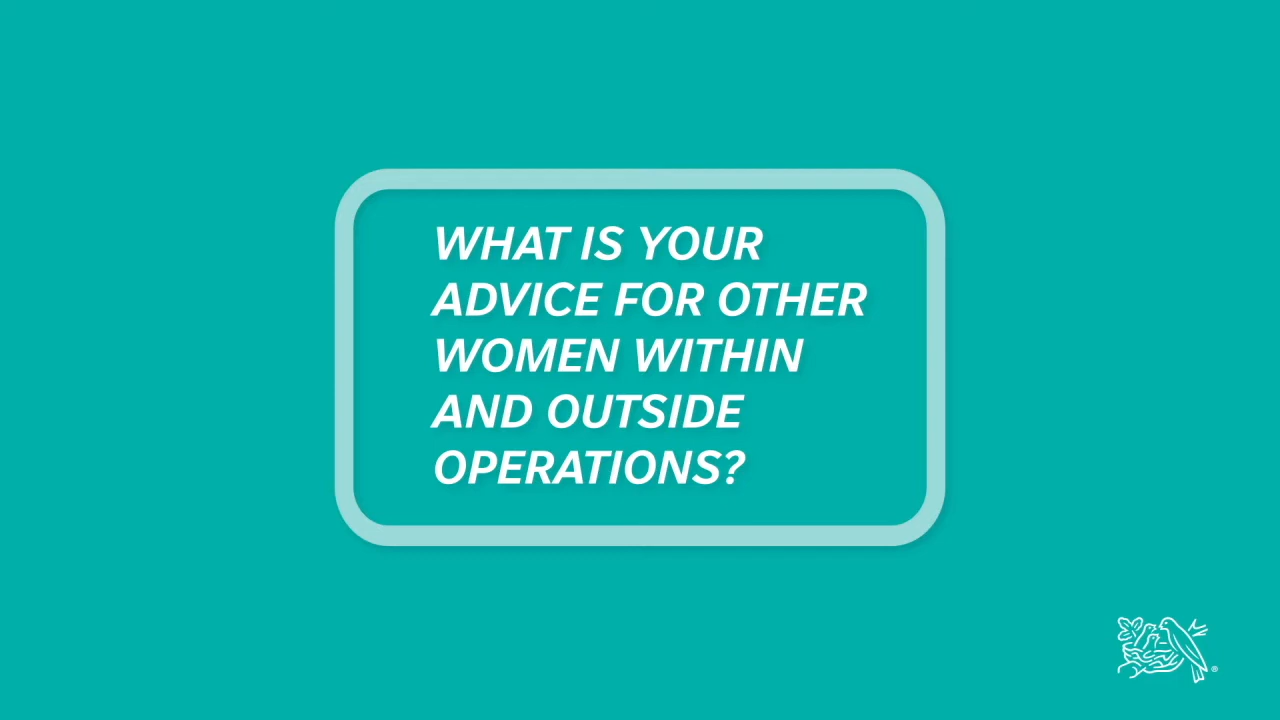 WHAT IS YOUR
ADVICE FOR OTHER
WOMEN WITHIN
AND OUTSIDE
OPERATIONS?
®